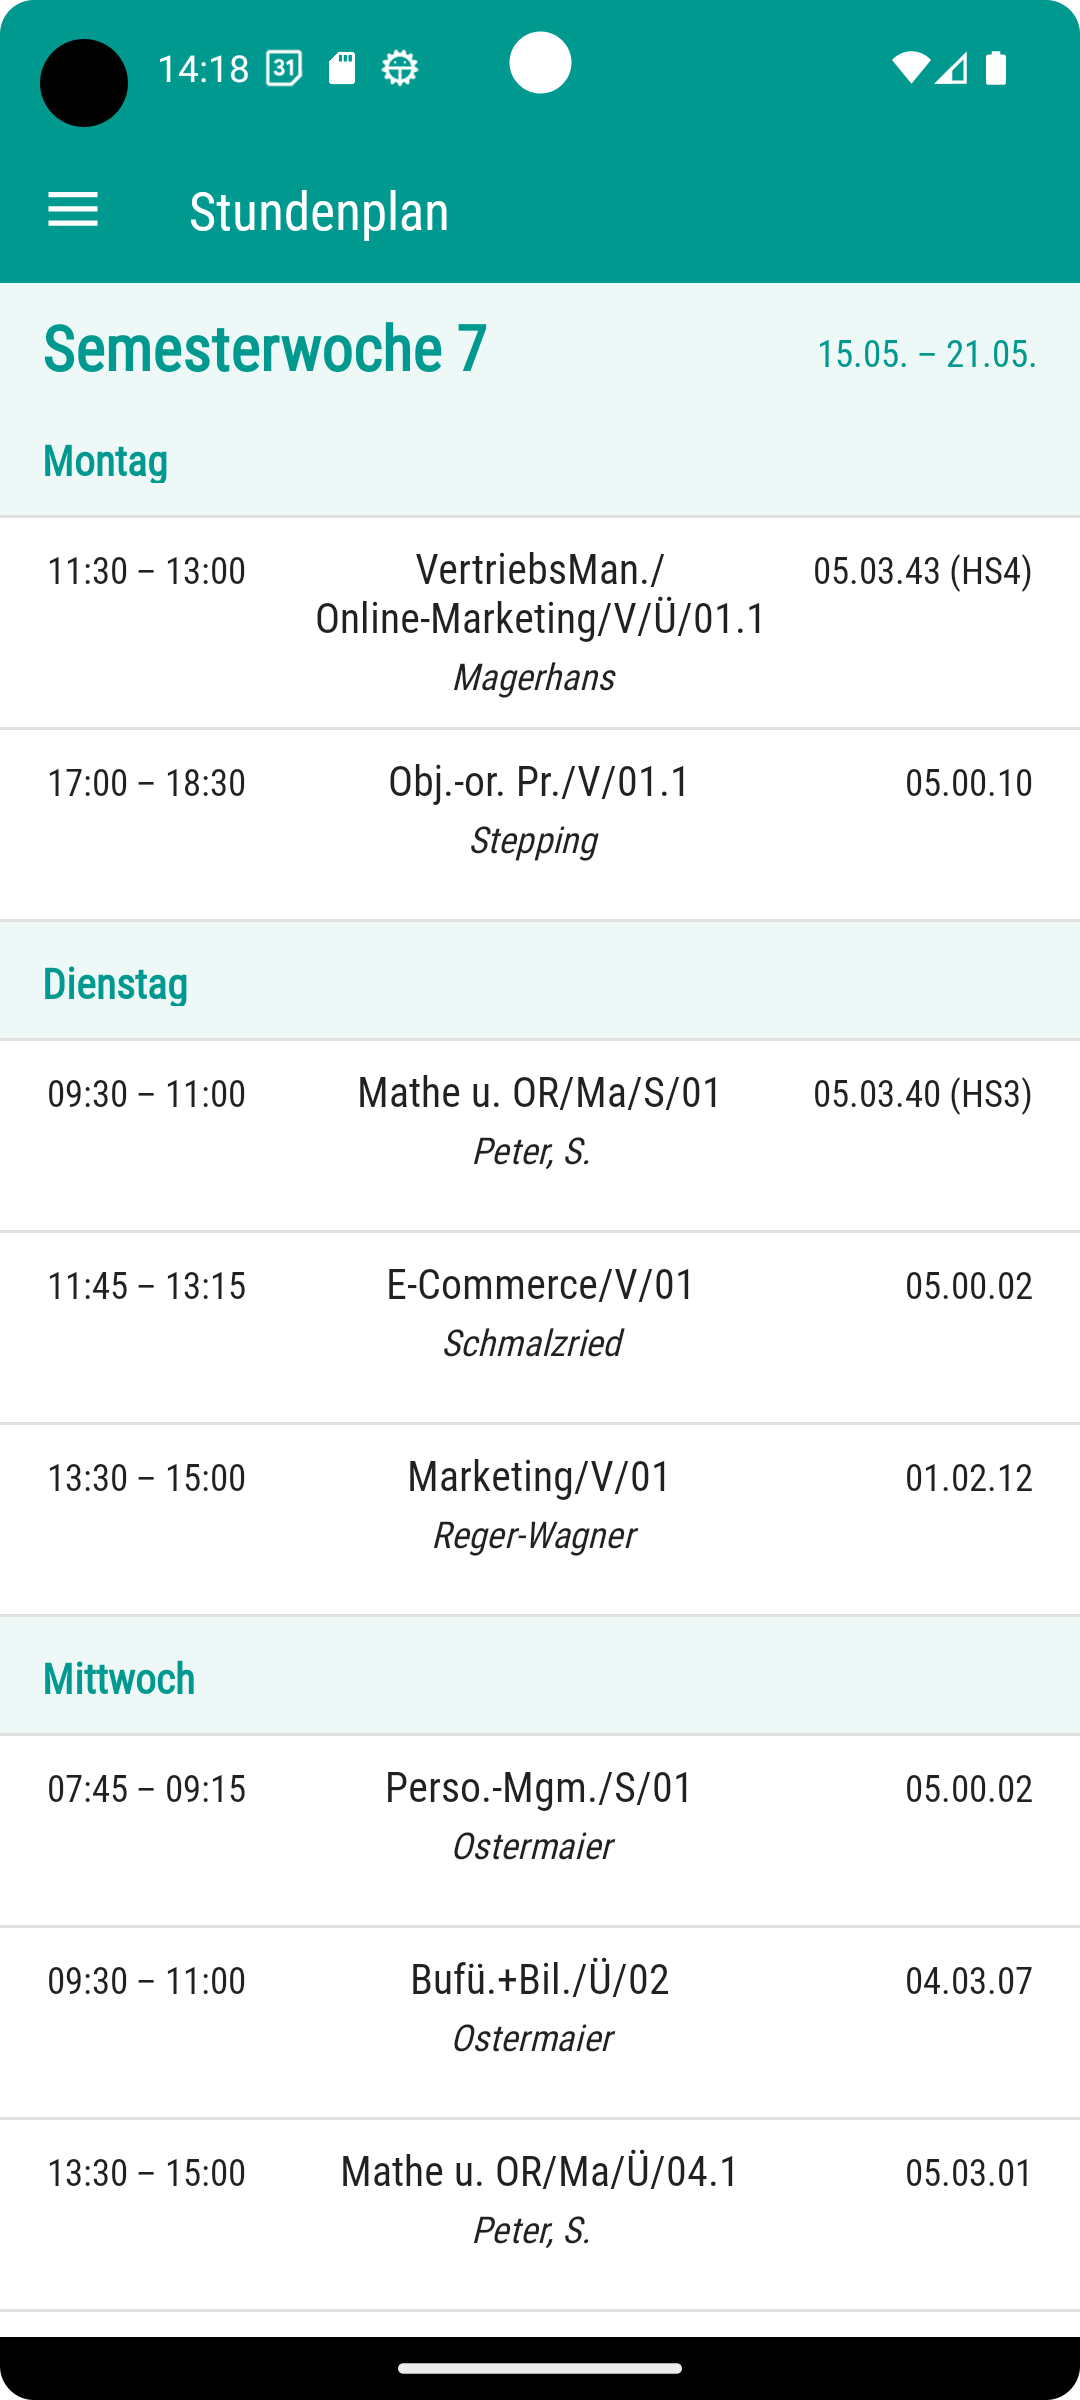 14:18 31
Stundenplan
Semesterwoche 7 15.05. – 21.05.
Montag
11:30 – 13:00 VertriebsMan./ 05.03.43 (HS4)
Online-Marketing/V/Ü/01.1
Magerhans
17:00 – 18:30 Obj.-or. Pr./V/01.1 05.00.10
Stepping
Dienstag
09:30 – 11:00 Mathe u. OR/Ma/S/01 05.03.40 (HS3)
Peter, S.
11:45 – 13:15 E-Commerce/V/01 05.00.02
Schmalzried
13:30 – 15:00 Marketing/V/01 01.02.12
Reger-Wagner
Mittwoch
07:45 – 09:15 Perso.-Mgm./S/01 05.00.02
Ostermaier
09:30 – 11:00 Bufü.+Bil./Ü/02 04.03.07
Ostermaier
13:30 – 15:00 Mathe u. OR/Ma/Ü/04.1 05.03.01
Peter, S.